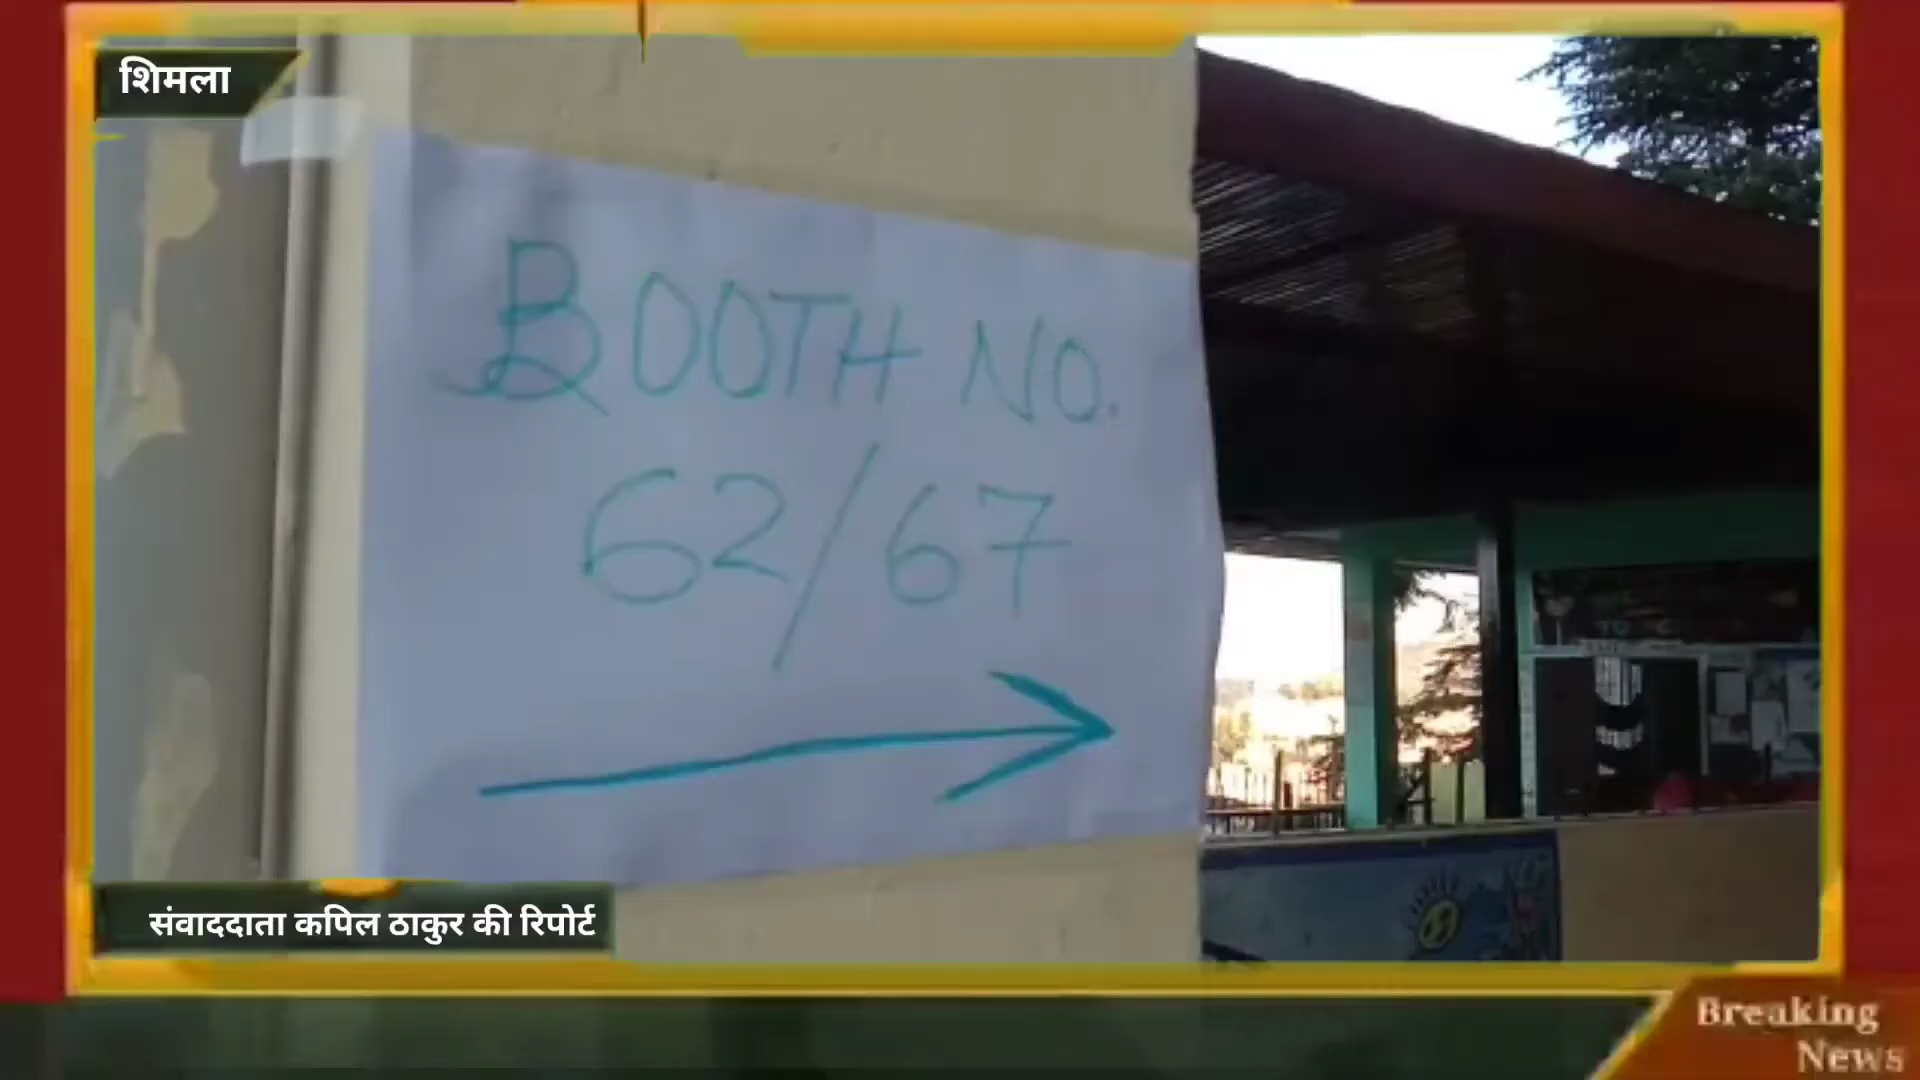 शिमला
BOOTH NO.
62/67
संवाददाता कपिल ठाकुर की रिपोर्ट
Breaking
News